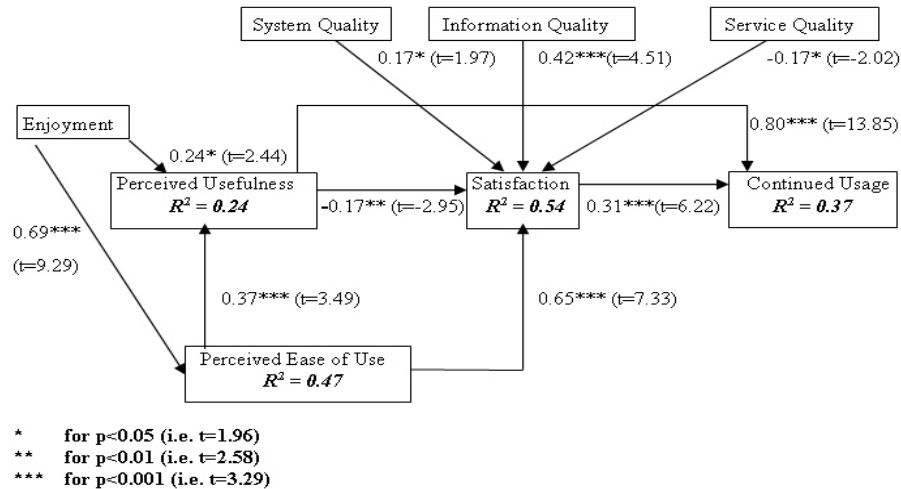 System Quality
Information Quality
Service Quality
0.17* (t=1.97)
0.42***(t=4.51)
-0.17* (t=-2.02)
Enjoyment
0.80*** (t=13.85)
0.24* (t=2.44)
Perceived Usefulness
R² = 0.24
Satisfaction
R² = 0.54
Continued Usage
R² = 0.37
-0.17** (t=-2.95)
0.31***(t=6.22)
0.69***
(t=9.29)
0.37*** (t=3.49)
0.65*** (t=7.33)
Perceived Ease of Use
R² = 0.47
* for p<0.05 (i.e. t=1.96)
** for p<0.01 (i.e. t=2.58)
*** for p<0.001 (i.e. t=3.29)